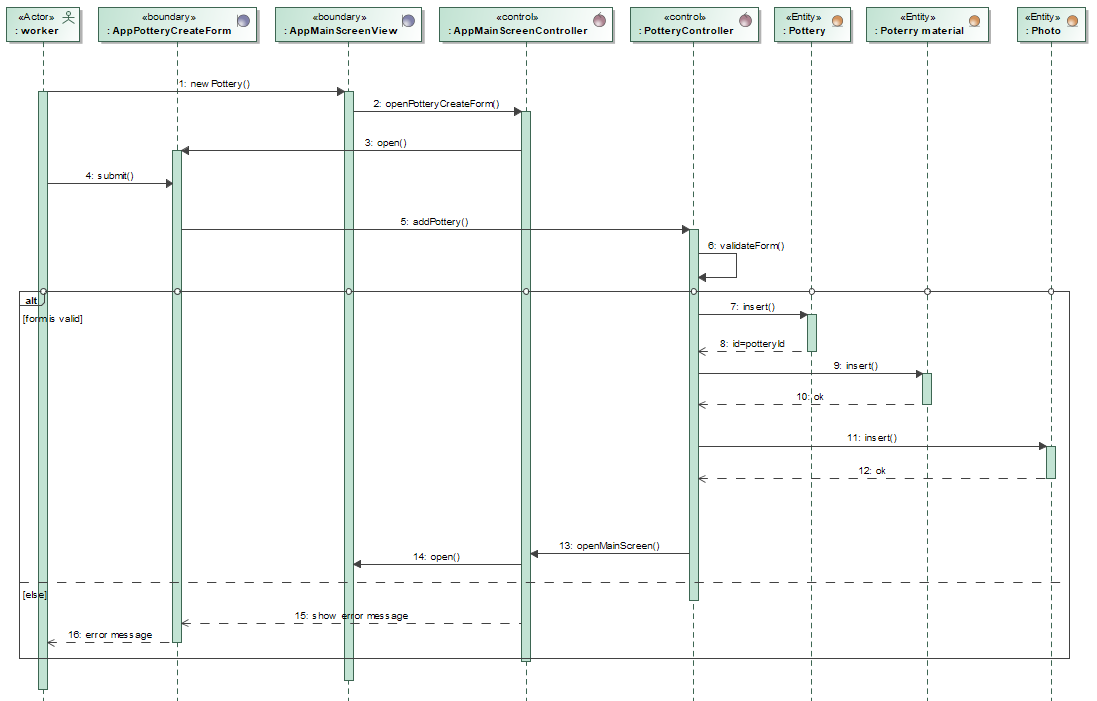 «Actor»
: worker
«boundary»
: AppPotteryCreateForm
«boundary»
: AppMainScreenView
«control»
: AppMainScreenController
«control»
: PotteryController
«Entity»
: Pottery
«Entity»
: Poterry material
«Entity»
: Photo
1: new Pottery()
2: openPotteryCreateForm()
3: open()
4: submit()
5: addPottery()
6: validateForm()
alt
[form is valid]
7: insert()
8: id=potteryId
9: insert()
10: ok
11: insert()
12: ok
13: openMainScreen()
14: open()
[else]
15: show error message
16: error message